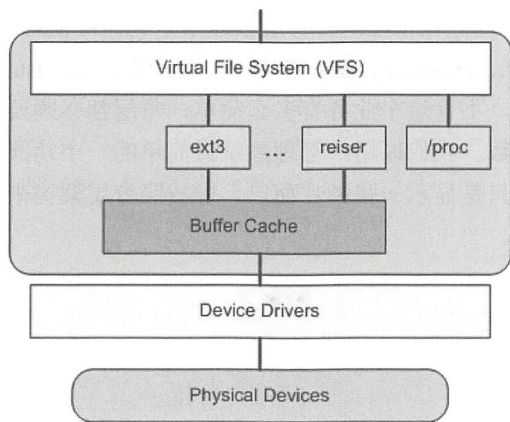 Virtual File System (VFS)
ext3 ... reiser /proc
Buffer Cache
Device Drivers
Physical Devices